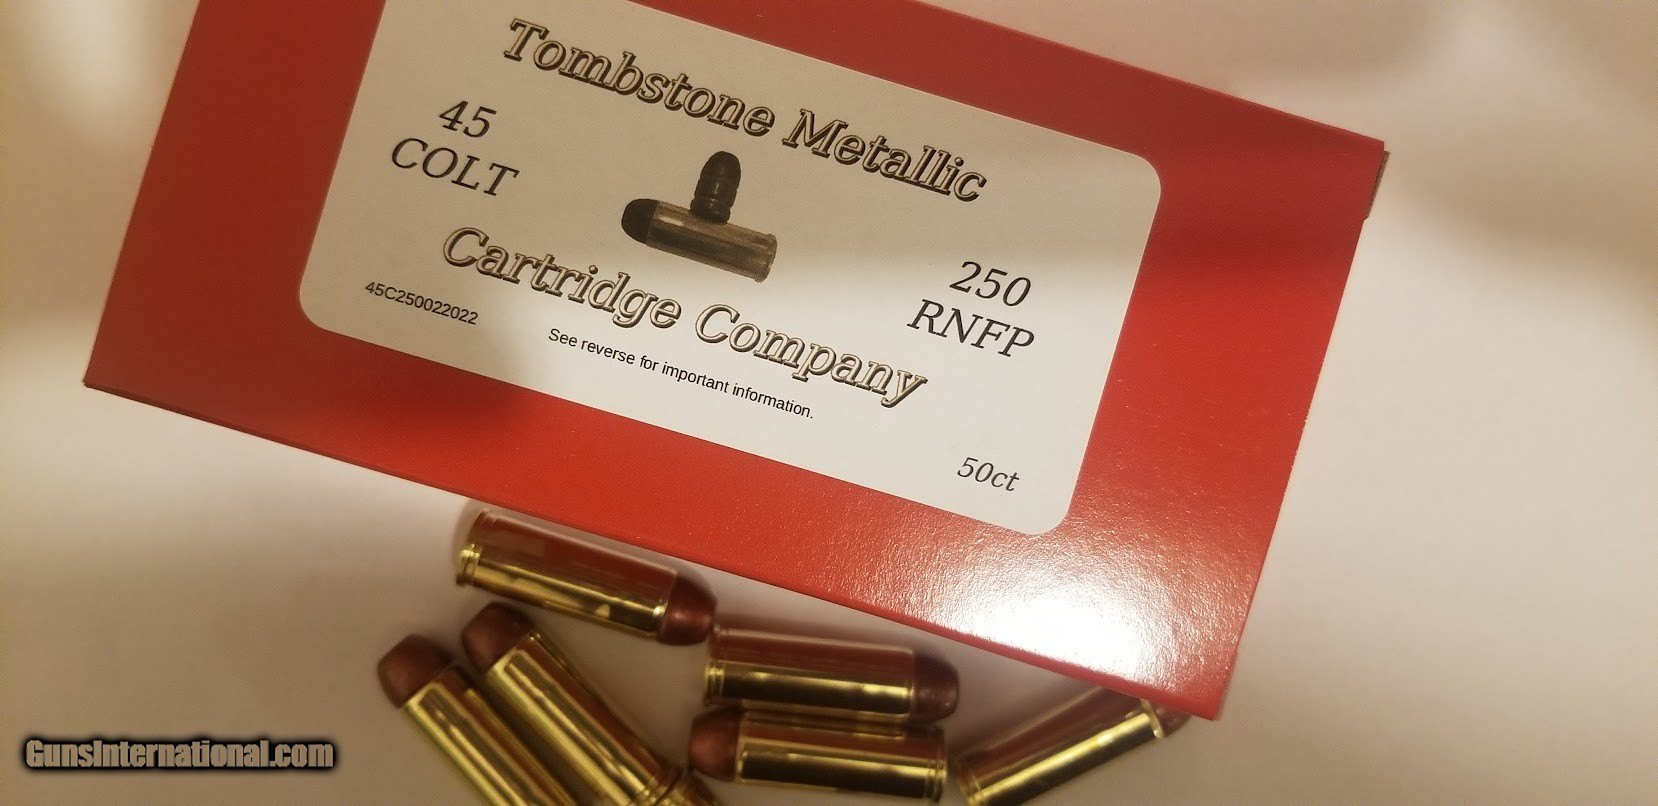 Tombstone Metallic
45
COLT
Cartridge Company
250
RNFP
45C250022022
See reverse for important information.
50ct
GunsInternational.com